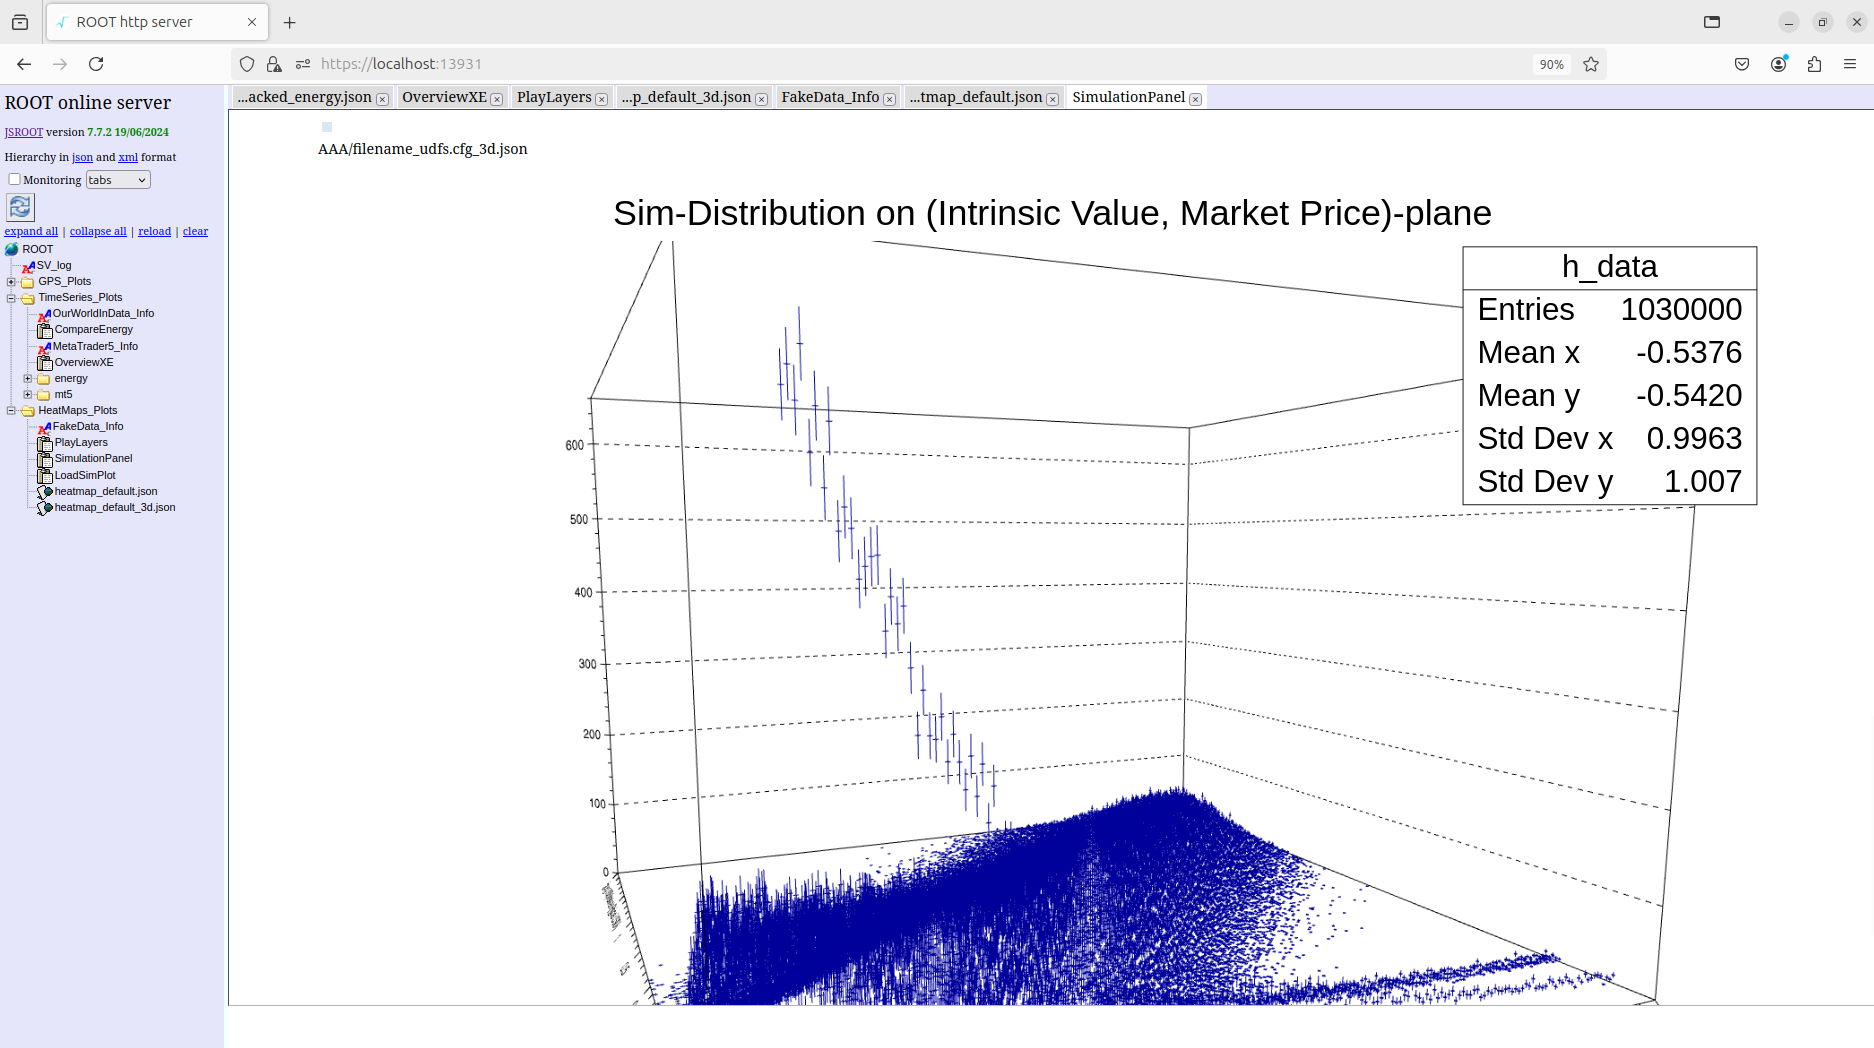 ROOT http server
https://localhost:13931
90%
ROOT online server
JSROOT version 7.7.2 19/06/2024
Hierarchy in json and xml format
Monitoring tabs
expand all | collapse all | reload | clear
ROOT
SV_log
GPS_Plots
TimeSeries_Plots
OurWorldInData_Info
CompareEnergy
MetaTrader5_Info
OverviewXE
energy
mt5
HeatMaps_Plots
FakeData_Info
PlayLayers
SimulationPanel
LoadSimPlot
heatmap_default.json
heatmap_default_3d.json
...acked_energy.json
OverviewXE
PlayLayers
...p_default_3d.json
FakeData_Info
...tmap_default.json
SimulationPanel
AAA/filename_udfs.cfg_3d.json
Sim-Distribution on (Intrinsic Value, Market Price)-plane
h_data
Entries 1030000
Mean x -0.5376
Mean y -0.5420
Std Dev x 0.9963
Std Dev y 1.007
600
500
400
300
200
100
0